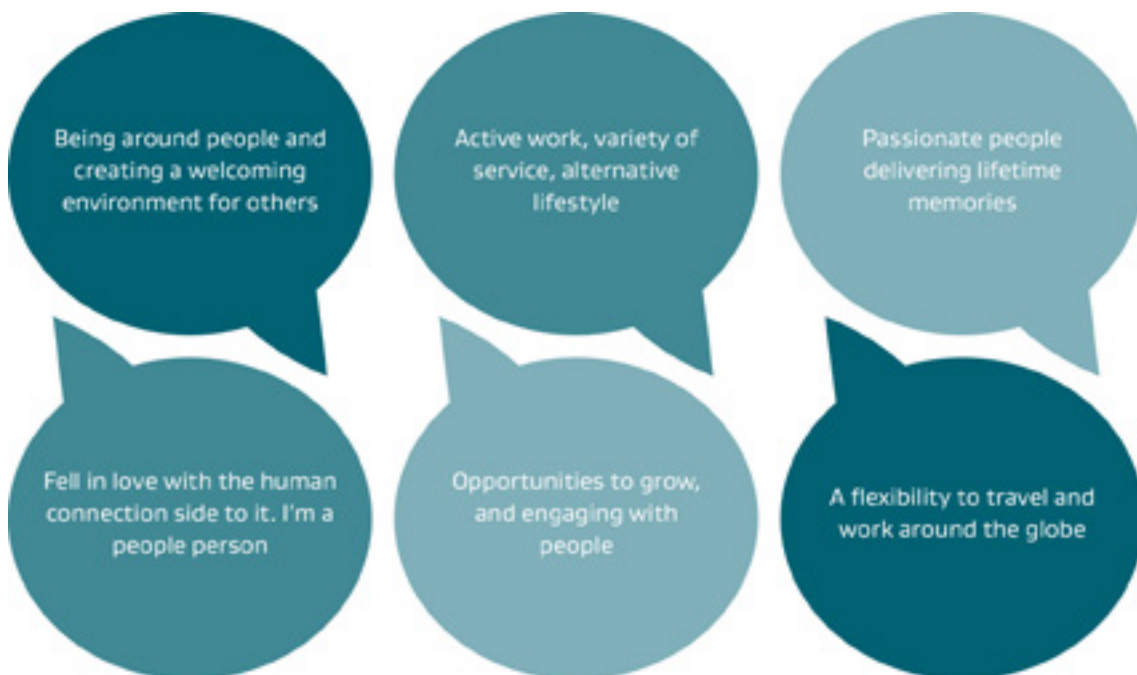 Being around people and
creating a welcoming
environment for others
Active work, variety of
service, alternative
lifestyle
Passionate people
delivering lifetime
memories
Fell in love with the human
connection side to it. I'm a
people person
Opportunities to grow,
and engaging with
people
A flexibility to travel and
work around the globe